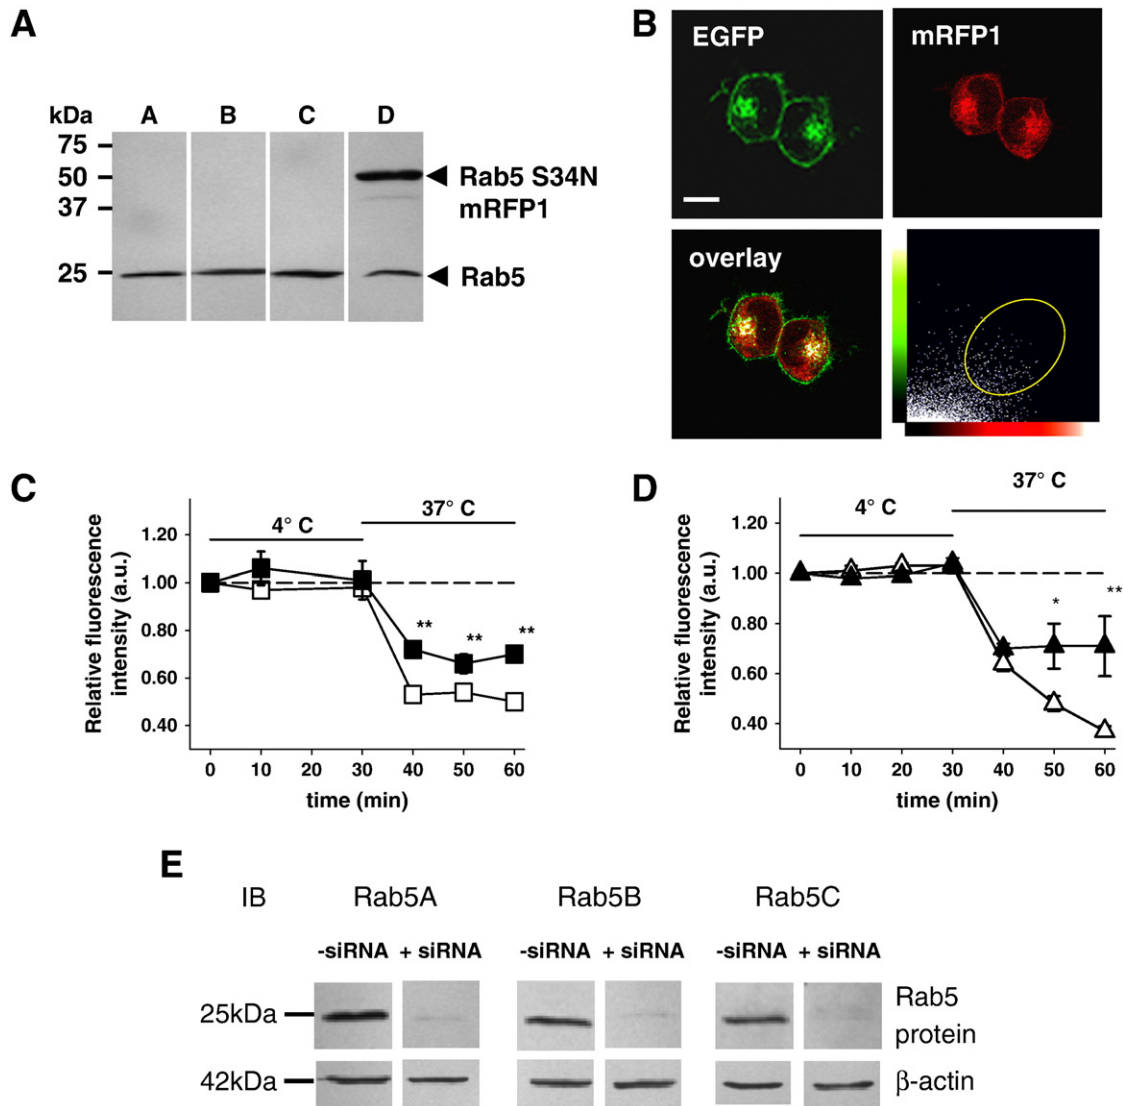 A
kDa A B C D
75
50
37
25
Rab5 S34N
mRFP1
Rab5
B
EGFP
mRFP1
overlay
C
Relative fluorescence
intensity (a.u.)
1.20
1.00
0.80
0.60
0.40
4° C
37° C
**
**
**
0 10 20 30 40 50 60
time (min)
D
Relative fluorescence
intensity (a.u.)
1.20
1.00
0.80
0.60
0.40
4° C
37° C
*
**
0 10 20 30 40 50 60
time (min)
E
IB Rab5A Rab5B Rab5C
-siRNA + siRNA -siRNA + siRNA -siRNA + siRNA
25kDa
Rab5
protein
42kDa
β-actin